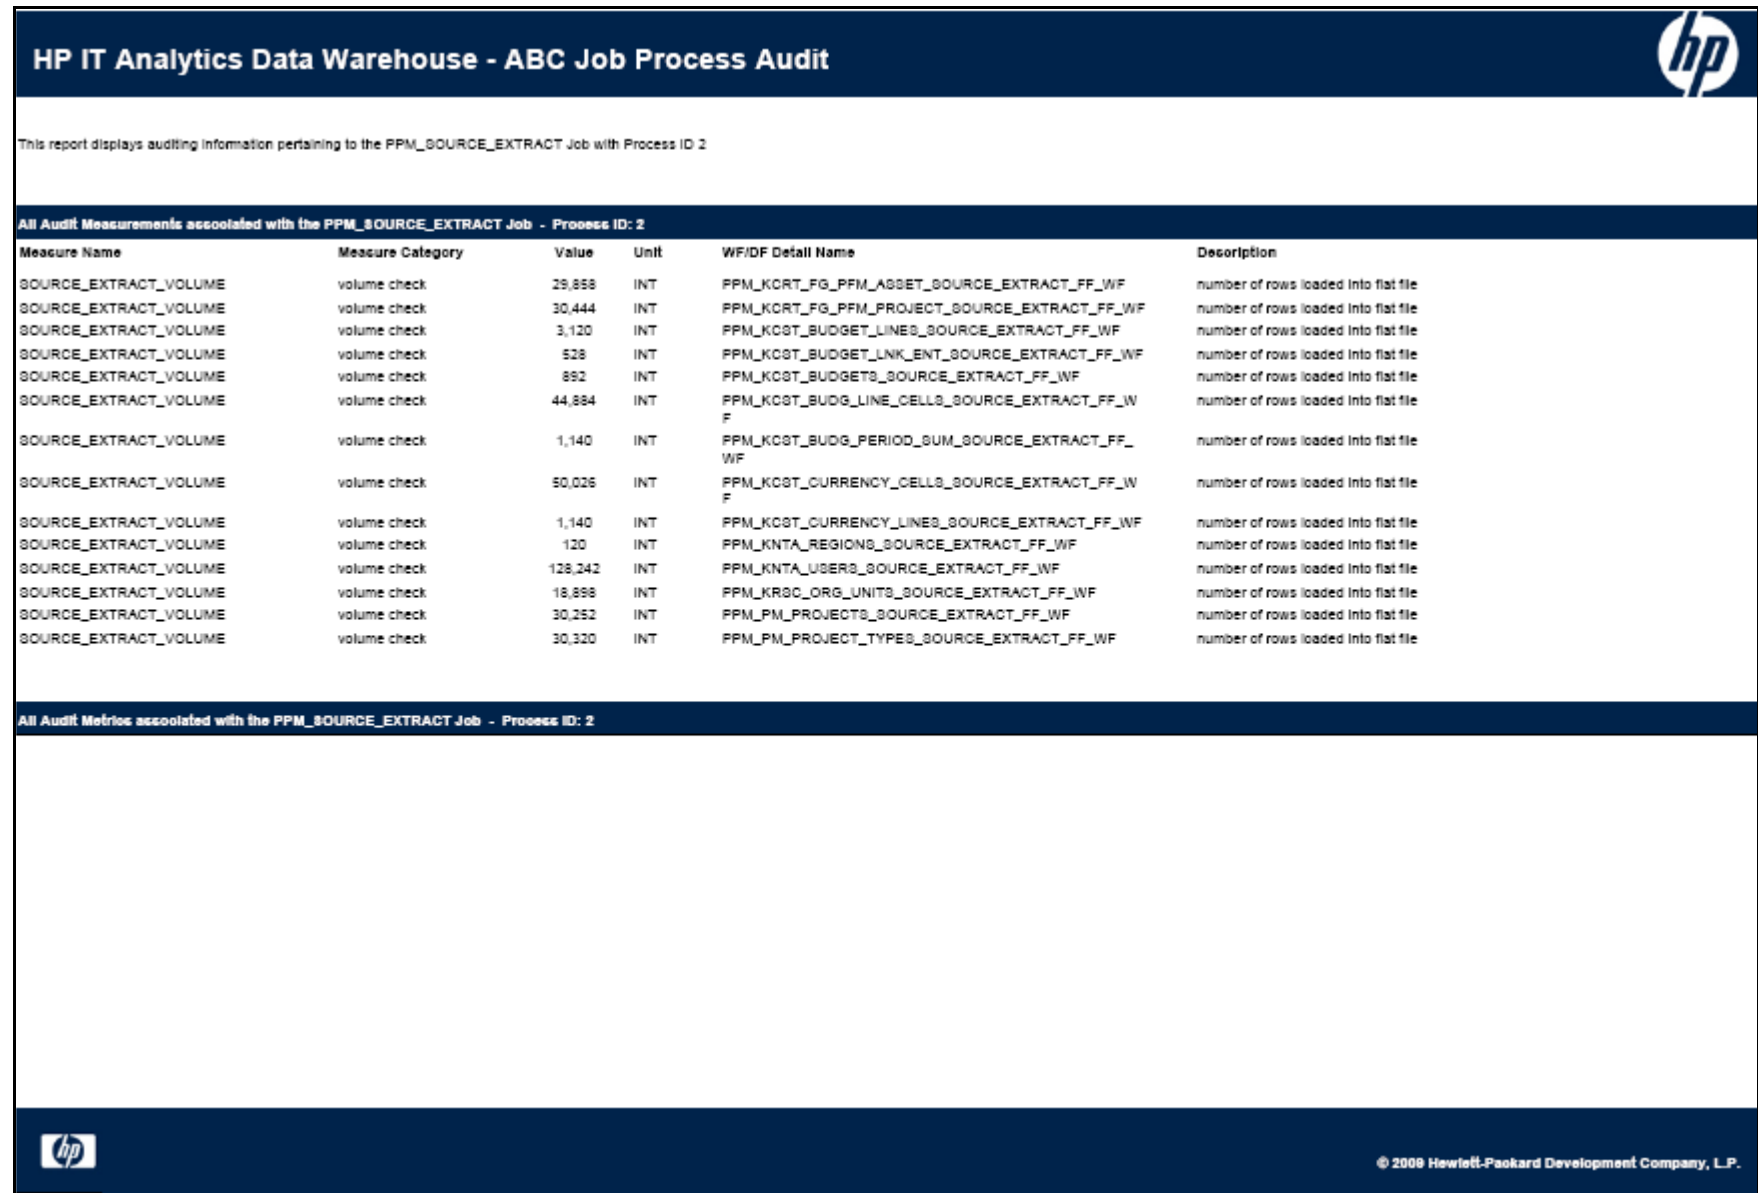 HP IT Analytics Data Warehouse - ABC Job Process Audit
hp
This report displays auditing information pertaining to the PPM_SOURCE_EXTRACT Job with Process ID 2
All Audit Measurements associated with the PPM_SOURCE_EXTRACT Job - Process ID: 2
Measure Name Measure Category Value Unit WF/DF Detail Name Description
SOURCE_EXTRACT_VOLUME volume check 29,858 INT PPM_KCRT_FG_PFM_ASSET_SOURCE_EXTRACT_FF_WF number of rows loaded into flat file
SOURCE_EXTRACT_VOLUME volume check 30,444 INT PPM_KCRT_FG_PFM_PROJECT_SOURCE_EXTRACT_FF_WF number of rows loaded into flat file
SOURCE_EXTRACT_VOLUME volume check 3,120 INT PPM_KCST_BUDGET_LINES_SOURCE_EXTRACT_FF_WF number of rows loaded into flat file
SOURCE_EXTRACT_VOLUME volume check 528 INT PPM_KCST_BUDGET_LNK_ENT_SOURCE_EXTRACT_FF_WF number of rows loaded into flat file
SOURCE_EXTRACT_VOLUME volume check 892 INT PPM_KCST_BUDGETS_SOURCE_EXTRACT_FF_WF number of rows loaded into flat file
SOURCE_EXTRACT_VOLUME volume check 44,884 INT PPM_KCST_BUDG_LINE_CELLS_SOURCE_EXTRACT_FF_W number of rows loaded into flat file
F
SOURCE_EXTRACT_VOLUME volume check 1,140 INT PPM_KCST_BUDG_PERIOD_SUM_SOURCE_EXTRACT_FF_ number of rows loaded into flat file
WF
SOURCE_EXTRACT_VOLUME volume check 50,026 INT PPM_KCST_CURRENCY_CELLS_SOURCE_EXTRACT_FF_W number of rows loaded into flat file
F
SOURCE_EXTRACT_VOLUME volume check 1,140 INT PPM_KCST_CURRENCY_LINES_SOURCE_EXTRACT_FF_WF number of rows loaded into flat file
SOURCE_EXTRACT_VOLUME volume check 120 INT PPM_KNTA_REGIONS_SOURCE_EXTRACT_FF_WF number of rows loaded into flat file
SOURCE_EXTRACT_VOLUME volume check 128,242 INT PPM_KNTA_USERS_SOURCE_EXTRACT_FF_WF number of rows loaded into flat file
SOURCE_EXTRACT_VOLUME volume check 18,898 INT PPM_KRSC_ORG_UNITS_SOURCE_EXTRACT_FF_WF number of rows loaded into flat file
SOURCE_EXTRACT_VOLUME volume check 30,252 INT PPM_PM_PROJECTS_SOURCE_EXTRACT_FF_WF number of rows loaded into flat file
SOURCE_EXTRACT_VOLUME volume check 30,320 INT PPM_PM_PROJECT_TYPES_SOURCE_EXTRACT_FF_WF number of rows loaded into flat file
All Audit Metrics associated with the PPM_SOURCE_EXTRACT Job - Process ID: 2
hp
© 2009 Hewlett-Packard Development Company, L.P.